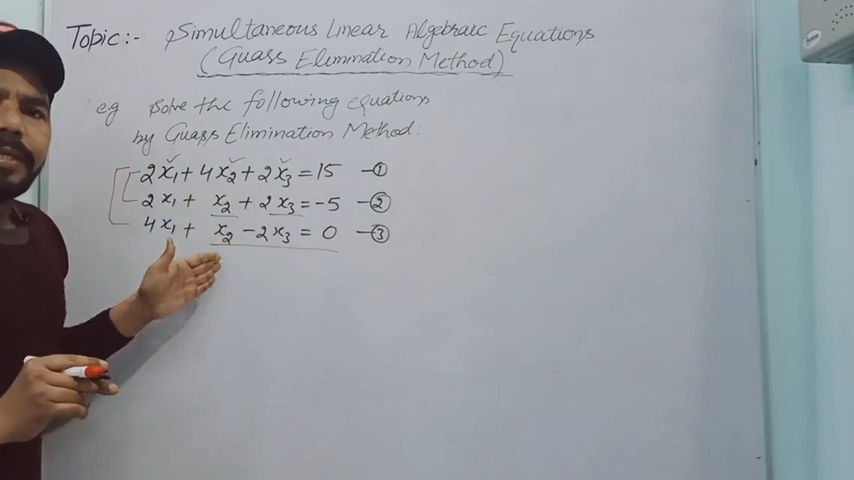 Topic:- Simultaneous Linear Algebraic Equations
(Guass Elimination Method)
e.g Solve the following equations
by Guass Elimination Method:
2x₁ + 4x₂ + 2x₃ = 15 —①
2x₁ + x₂ + 2x₃ = -5 —②
4x₁ + x₂ - 2x₃ = 0 —③